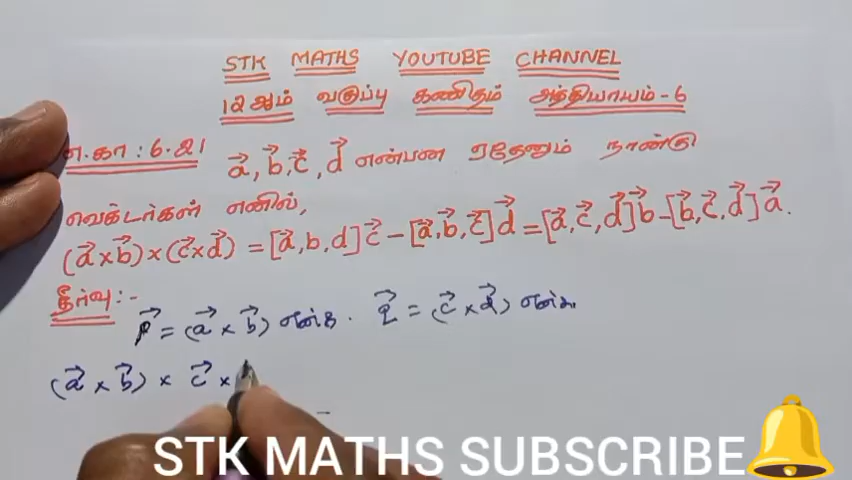 STK MATHS YOUTUBE CHANNEL
12ஆம் வகுப்பு கணிதம் அத்தியாயம்-6
எ.கா : 6.21 a⃗, b⃗, c⃗, d⃗ என்பன ஏதேனும் நான்கு
வெக்டர்கள் எனில்,
(a⃗ × b⃗) × (c⃗ × d⃗) = [a⃗, b, d] c⃗ − [a⃗, b⃗, c⃗] d⃗ = [a⃗, c⃗, d⃗] b⃗ − [b⃗, c⃗, d⃗] a⃗.
தீர்வு :-
p⃗ = (a⃗ × b⃗) என்க. q⃗ = (c⃗ × d⃗) என்க
(a⃗ × b⃗) × c⃗ ×
STK MATHS SUBSCRIBE